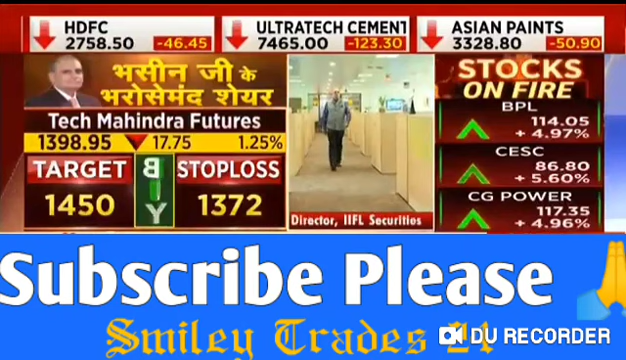 HDFC
2758.50 -46.45
ULTRATECH CEMENT
7465.00 -123.30
ASIAN PAINTS
3328.80 -50.90
भसीन जी के
भरोसेमंद शेयर
Tech Mahindra Futures
1398.95 17.75 1.25%
TARGET
1450
BUY
STOPLOSS
1372
Director, IIFL Securities
STOCKS
ON FIRE
BPL
114.05
+ 4.97%
CESC
86.80
+ 5.60%
CG POWER
117.35
+ 4.96%
Subscribe Please 🙏
Smiley Trades
DU RECORDER